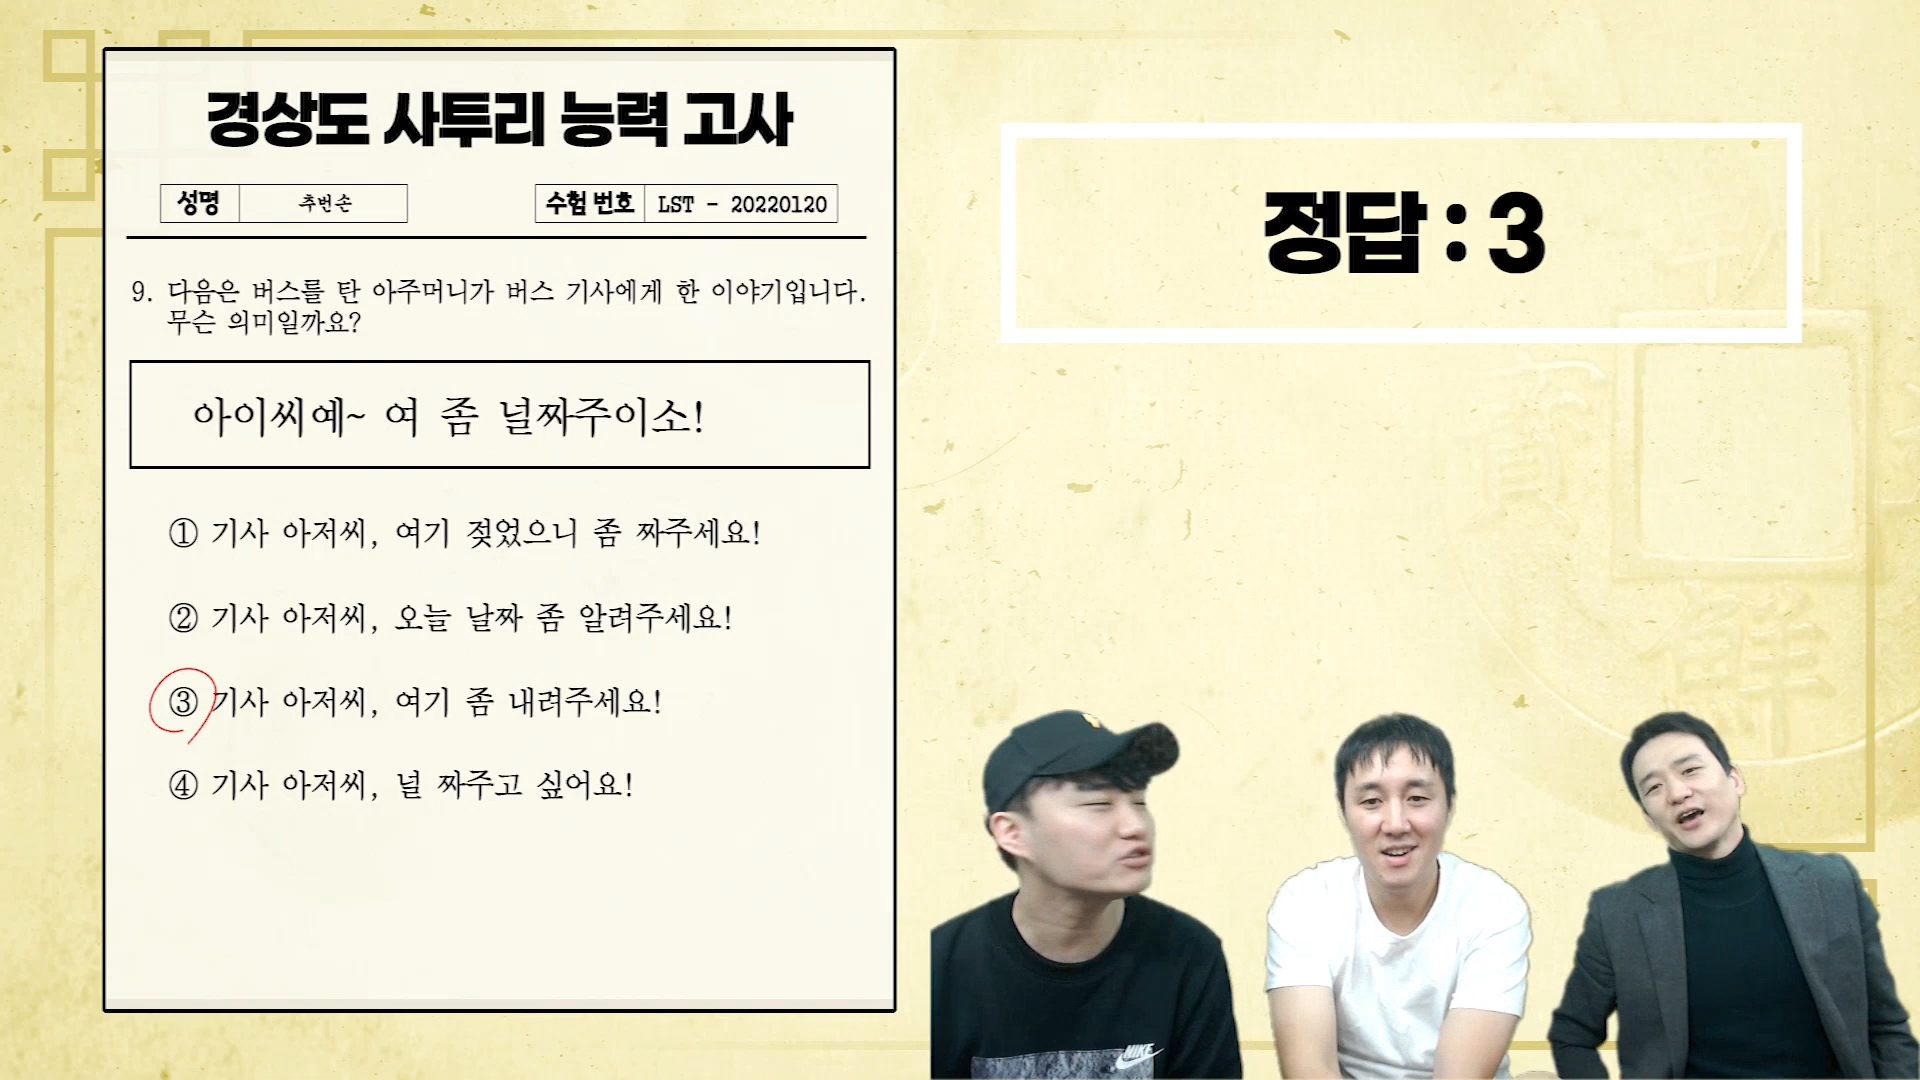 경상도 사투리 능력 고사
성명 추번손 수험 번호 LST - 20220120
9. 다음은 버스를 탄 아주머니가 버스 기사에게 한 이야기입니다.
무슨 의미일까요?
아이씨예~ 여 좀 널짜주이소!
① 기사 아저씨, 여기 젖었으니 좀 짜주세요!
② 기사 아저씨, 오늘 날짜 좀 알려주세요!
③ 기사 아저씨, 여기 좀 내려주세요!
④ 기사 아저씨, 널 짜주고 싶어요!
정답 : 3
NIKE